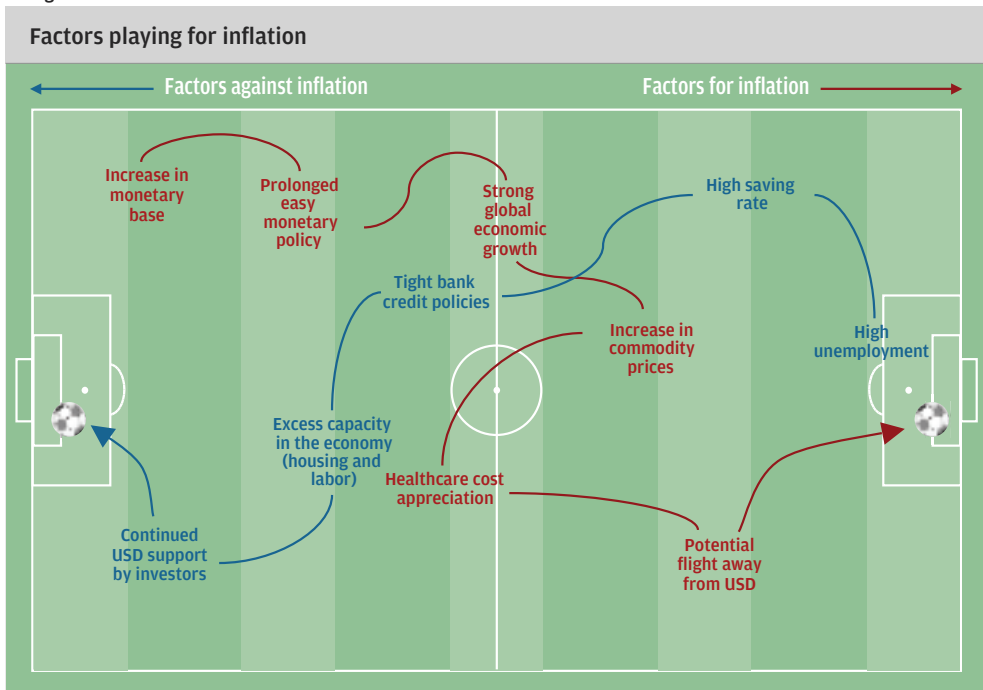 Factors playing for inflation
Factors against inflation
Factors for inflation
Increase in
monetary
base
Prolonged
easy
monetary
policy
Strong
global
economic
growth
High saving
rate
Tight bank
credit policies
Increase in
commodity
prices
High
unemployment
Excess capacity
in the economy
(housing and
labor)
Healthcare cost
appreciation
Continued
USD support
by investors
Potential
flight away
from USD